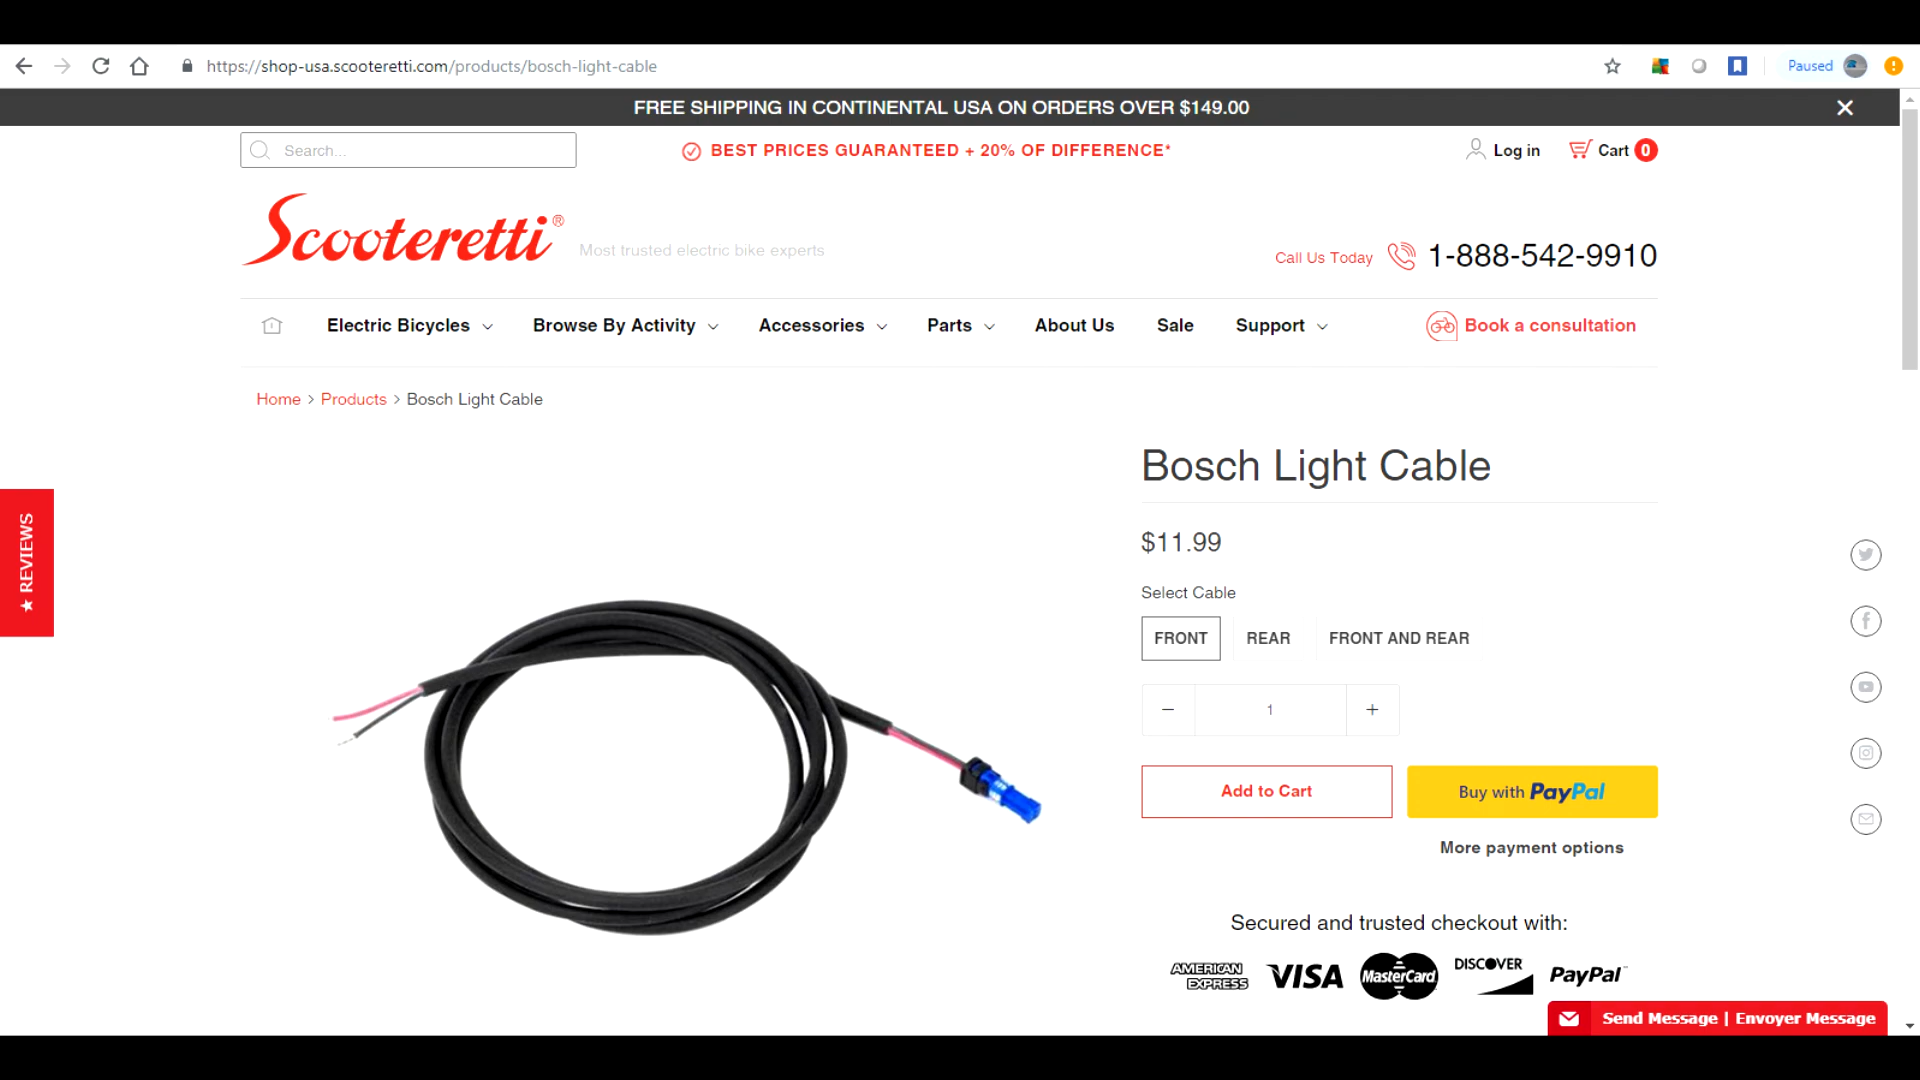 https://shop-usa.scooteretti.com/products/bosch-light-cable
Paused
FREE SHIPPING IN CONTINENTAL USA ON ORDERS OVER $149.00
Search...
BEST PRICES GUARANTEED + 20% OF DIFFERENCE*
Log in
Cart 0
Scooteretti®
Most trusted electric bike experts
Call Us Today
1-888-542-9910
Electric Bicycles
Browse By Activity
Accessories
Parts
About Us
Sale
Support
Book a consultation
Home > Products > Bosch Light Cable
Bosch Light Cable
$11.99
Select Cable
FRONT
REAR
FRONT AND REAR
− 1 +
Add to Cart
Buy with PayPal
More payment options
Secured and trusted checkout with:
AMERICAN EXPRESS
VISA
MasterCard
DISCOVER
PayPal™
★ REVIEWS
Send Message | Envoyer Message